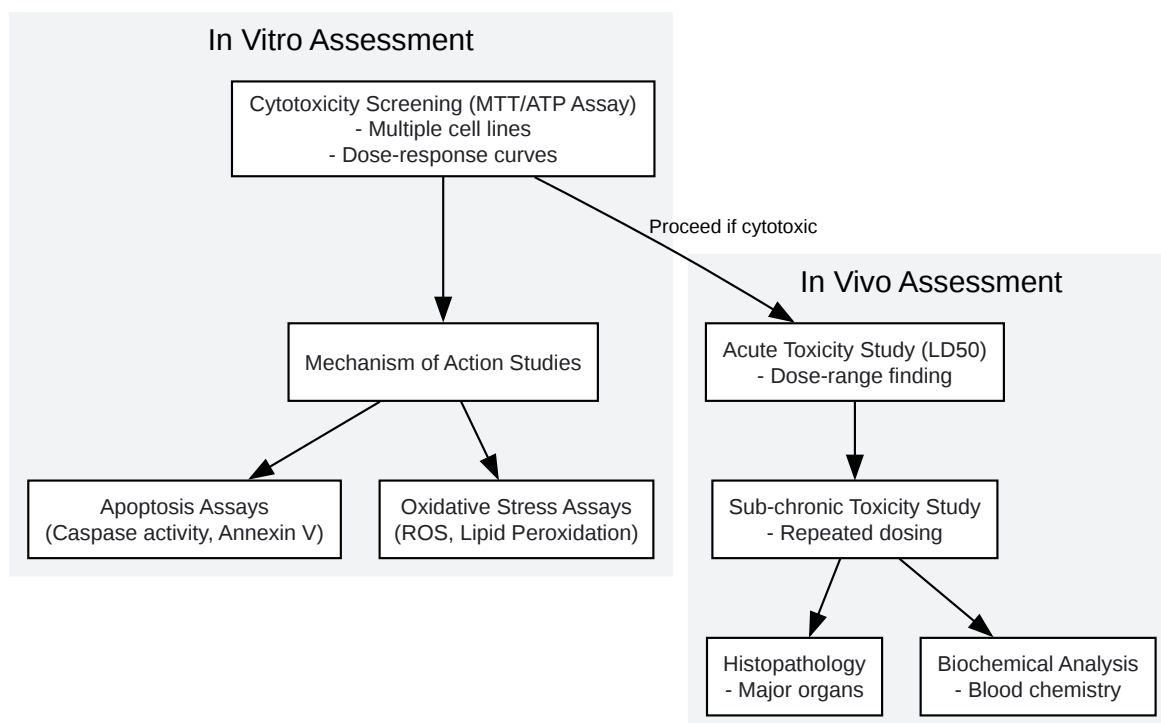 In Vitro Assessment
Cytotoxicity Screening (MTT/ATP Assay)
- Multiple cell lines
- Dose-response curves
Proceed if cytotoxic
In Vivo Assessment
Mechanism of Action Studies
Acute Toxicity Study (LD50)
- Dose-range finding
Apoptosis Assays
(Caspase activity, Annexin V)
Oxidative Stress Assays
(ROS, Lipid Peroxidation)
Sub-chronic Toxicity Study
- Repeated dosing
Histopathology
- Major organs
Biochemical Analysis
- Blood chemistry